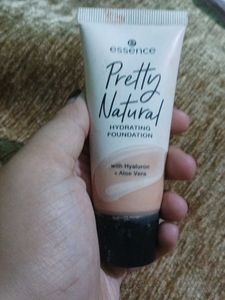 essence
Pretty
Natural
HYDRATING
FOUNDATION
with Hyaluron
+ Aloe Vera